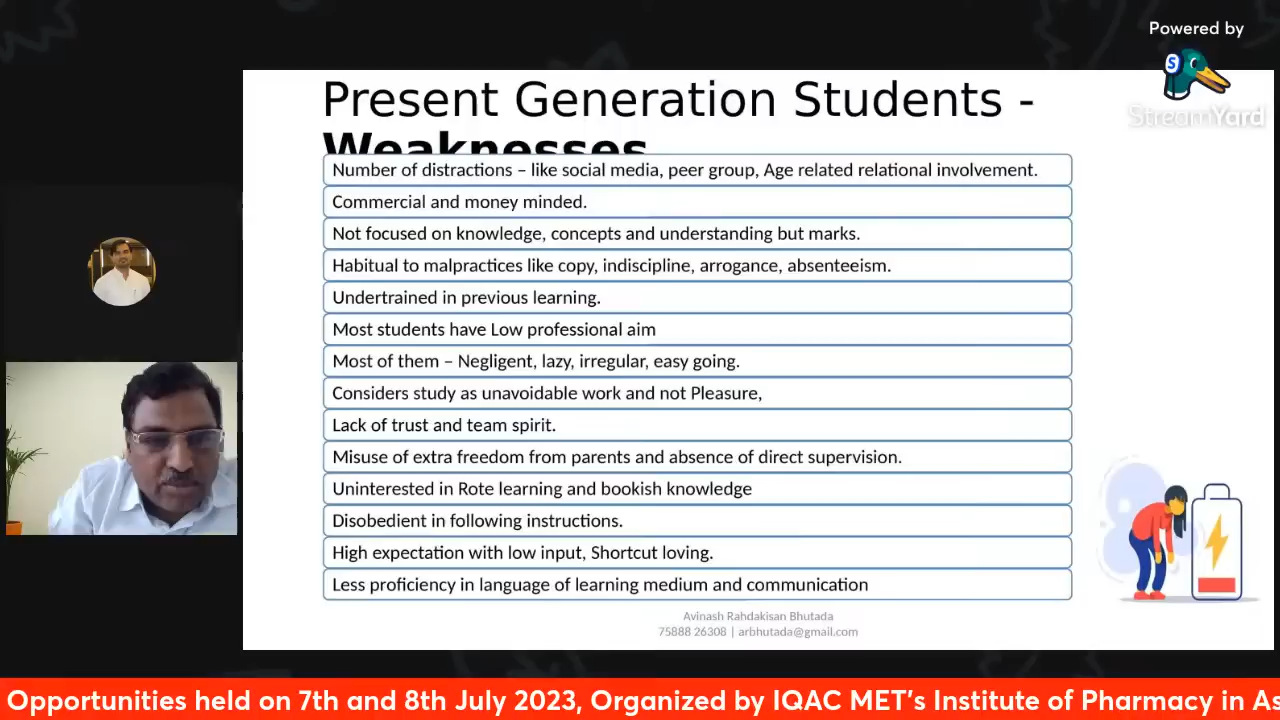 Powered by
StreamYard
Present Generation Students -
Weaknesses
Number of distractions – like social media, peer group, Age related relational involvement.
Commercial and money minded.
Not focused on knowledge, concepts and understanding but marks.
Habitual to malpractices like copy, indiscipline, arrogance, absenteeism.
Undertrained in previous learning.
Most students have Low professional aim
Most of them – Negligent, lazy, irregular, easy going.
Considers study as unavoidable work and not Pleasure,
Lack of trust and team spirit.
Misuse of extra freedom from parents and absence of direct supervision.
Uninterested in Rote learning and bookish knowledge
Disobedient in following instructions.
High expectation with low input, Shortcut loving.
Less proficiency in language of learning medium and communication
Avinash Rahdakisan Bhutada
75888 26308 | arbhutada@gmail.com
Opportunities held on 7th and 8th July 2023, Organized by IQAC MET's Institute of Pharmacy in As